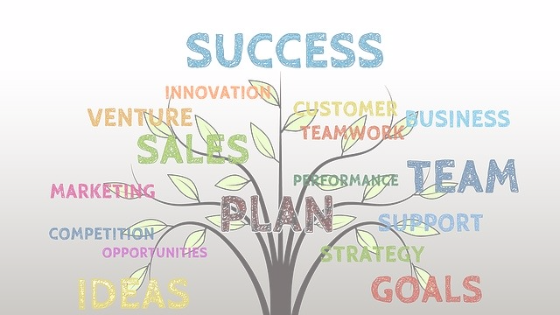 SUCCESS
INNOVATION
VENTURE
CUSTOMER
BUSINESS
TEAMWORK
SALES
PERFORMANCE
TEAM
MARKETING
PLAN
SUPPORT
COMPETITION
OPPORTUNITIES
STRATEGY
IDEAS
GOALS